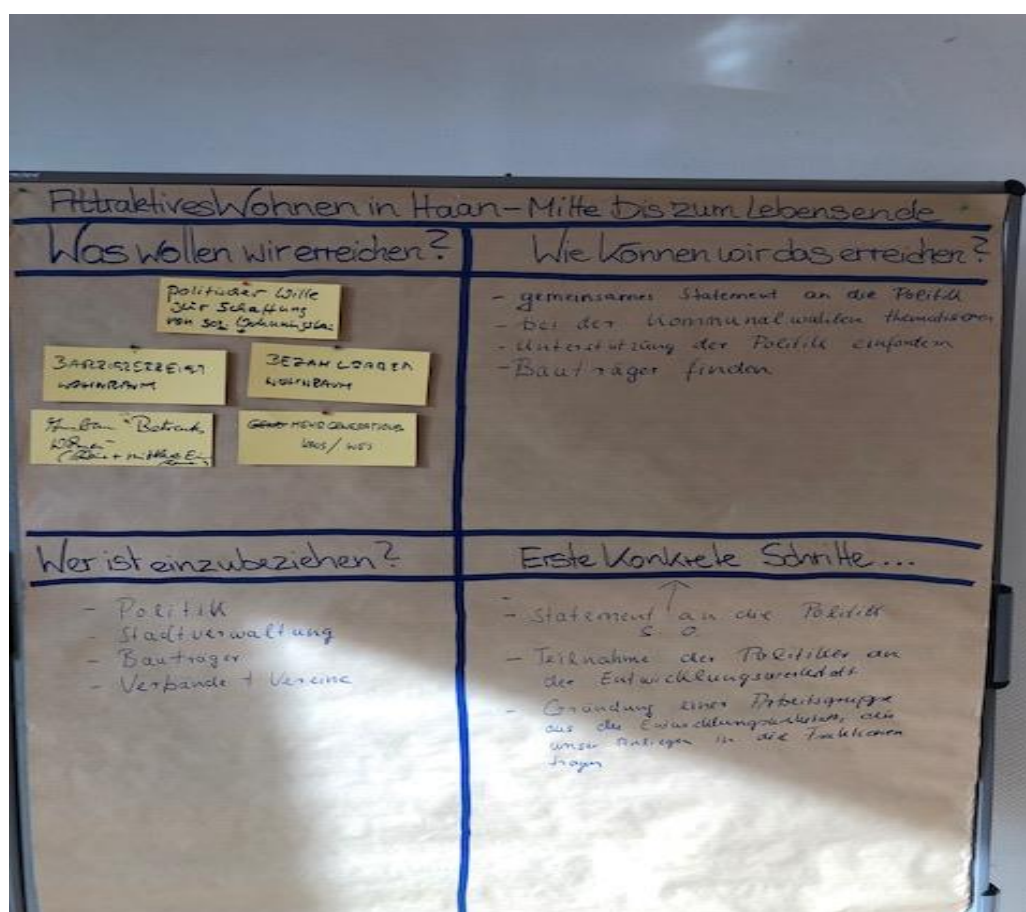 Attraktives Wohnen in Haan-Mitte bis zum Lebensende
Was wollen wir erreichen?
politischer Wille
zur Schaffung
von soz. Wohnungsbau
BARRIEREFREIER
WOHNRAUM
BEZAHLBARER
WOHNRAUM
"Betreutes
Wohnen"
MEHRGENERATIONS
HAUS /
Wie können wir das erreichen?
- gemeinsames Statement an die Politik
- bei der Kommunalwahlen thematisieren
- Unterstützung der Politik einfordern
- Bauträger finden
Wer ist einzubeziehen?
- Politik
- Stadtverwaltung
- Bauträger
- Verbände + Vereine
Erste konkrete Schritte...
- Statement an die Politik
s. o.
- Teilnahme der Politiker an
der Entwicklungswerkstatt
- Gründung einer Arbeitsgruppe
aus der Entwicklungswerkstatt, die
unser Anliegen in die Fraktionen
tragen